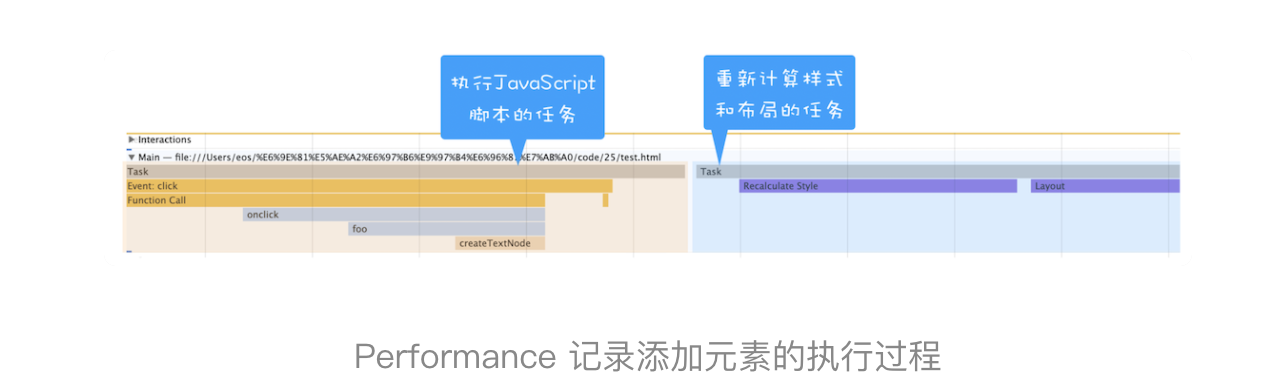 执行JavaScript
脚本的任务
重新计算样式
和布局的任务
Interactions
Main — file:///Users/eos/%E6%9E%81%E5%AE%A2%E6%97%B6%E9%97%B4%E6%96%8 %E7%AB%A0/code/25/test.html
Task
Task
Event: click
Recalculate Style
Layout
Function Call
onclick
foo
createTextNode
Performance 记录添加元素的执行过程